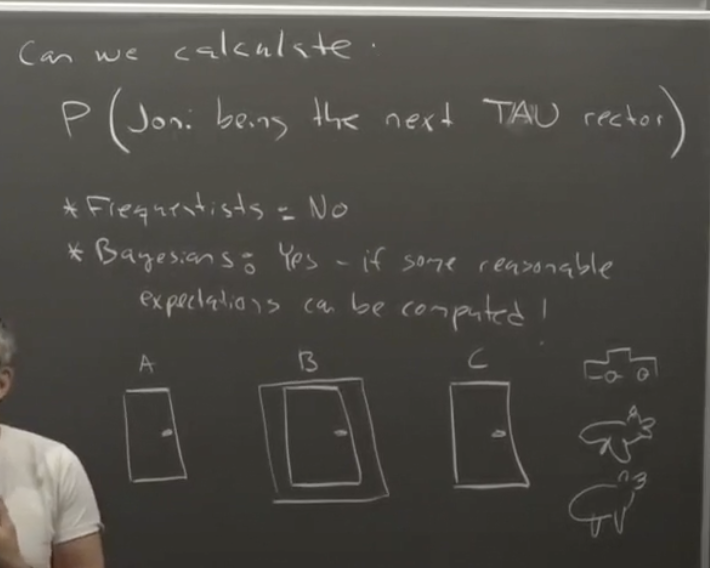 Can we calculate
P (Joni being the next TAU rector)
* Frequentists: No
* Bayesians: Yes - if some reasonable
expectations can be computed!
A B C